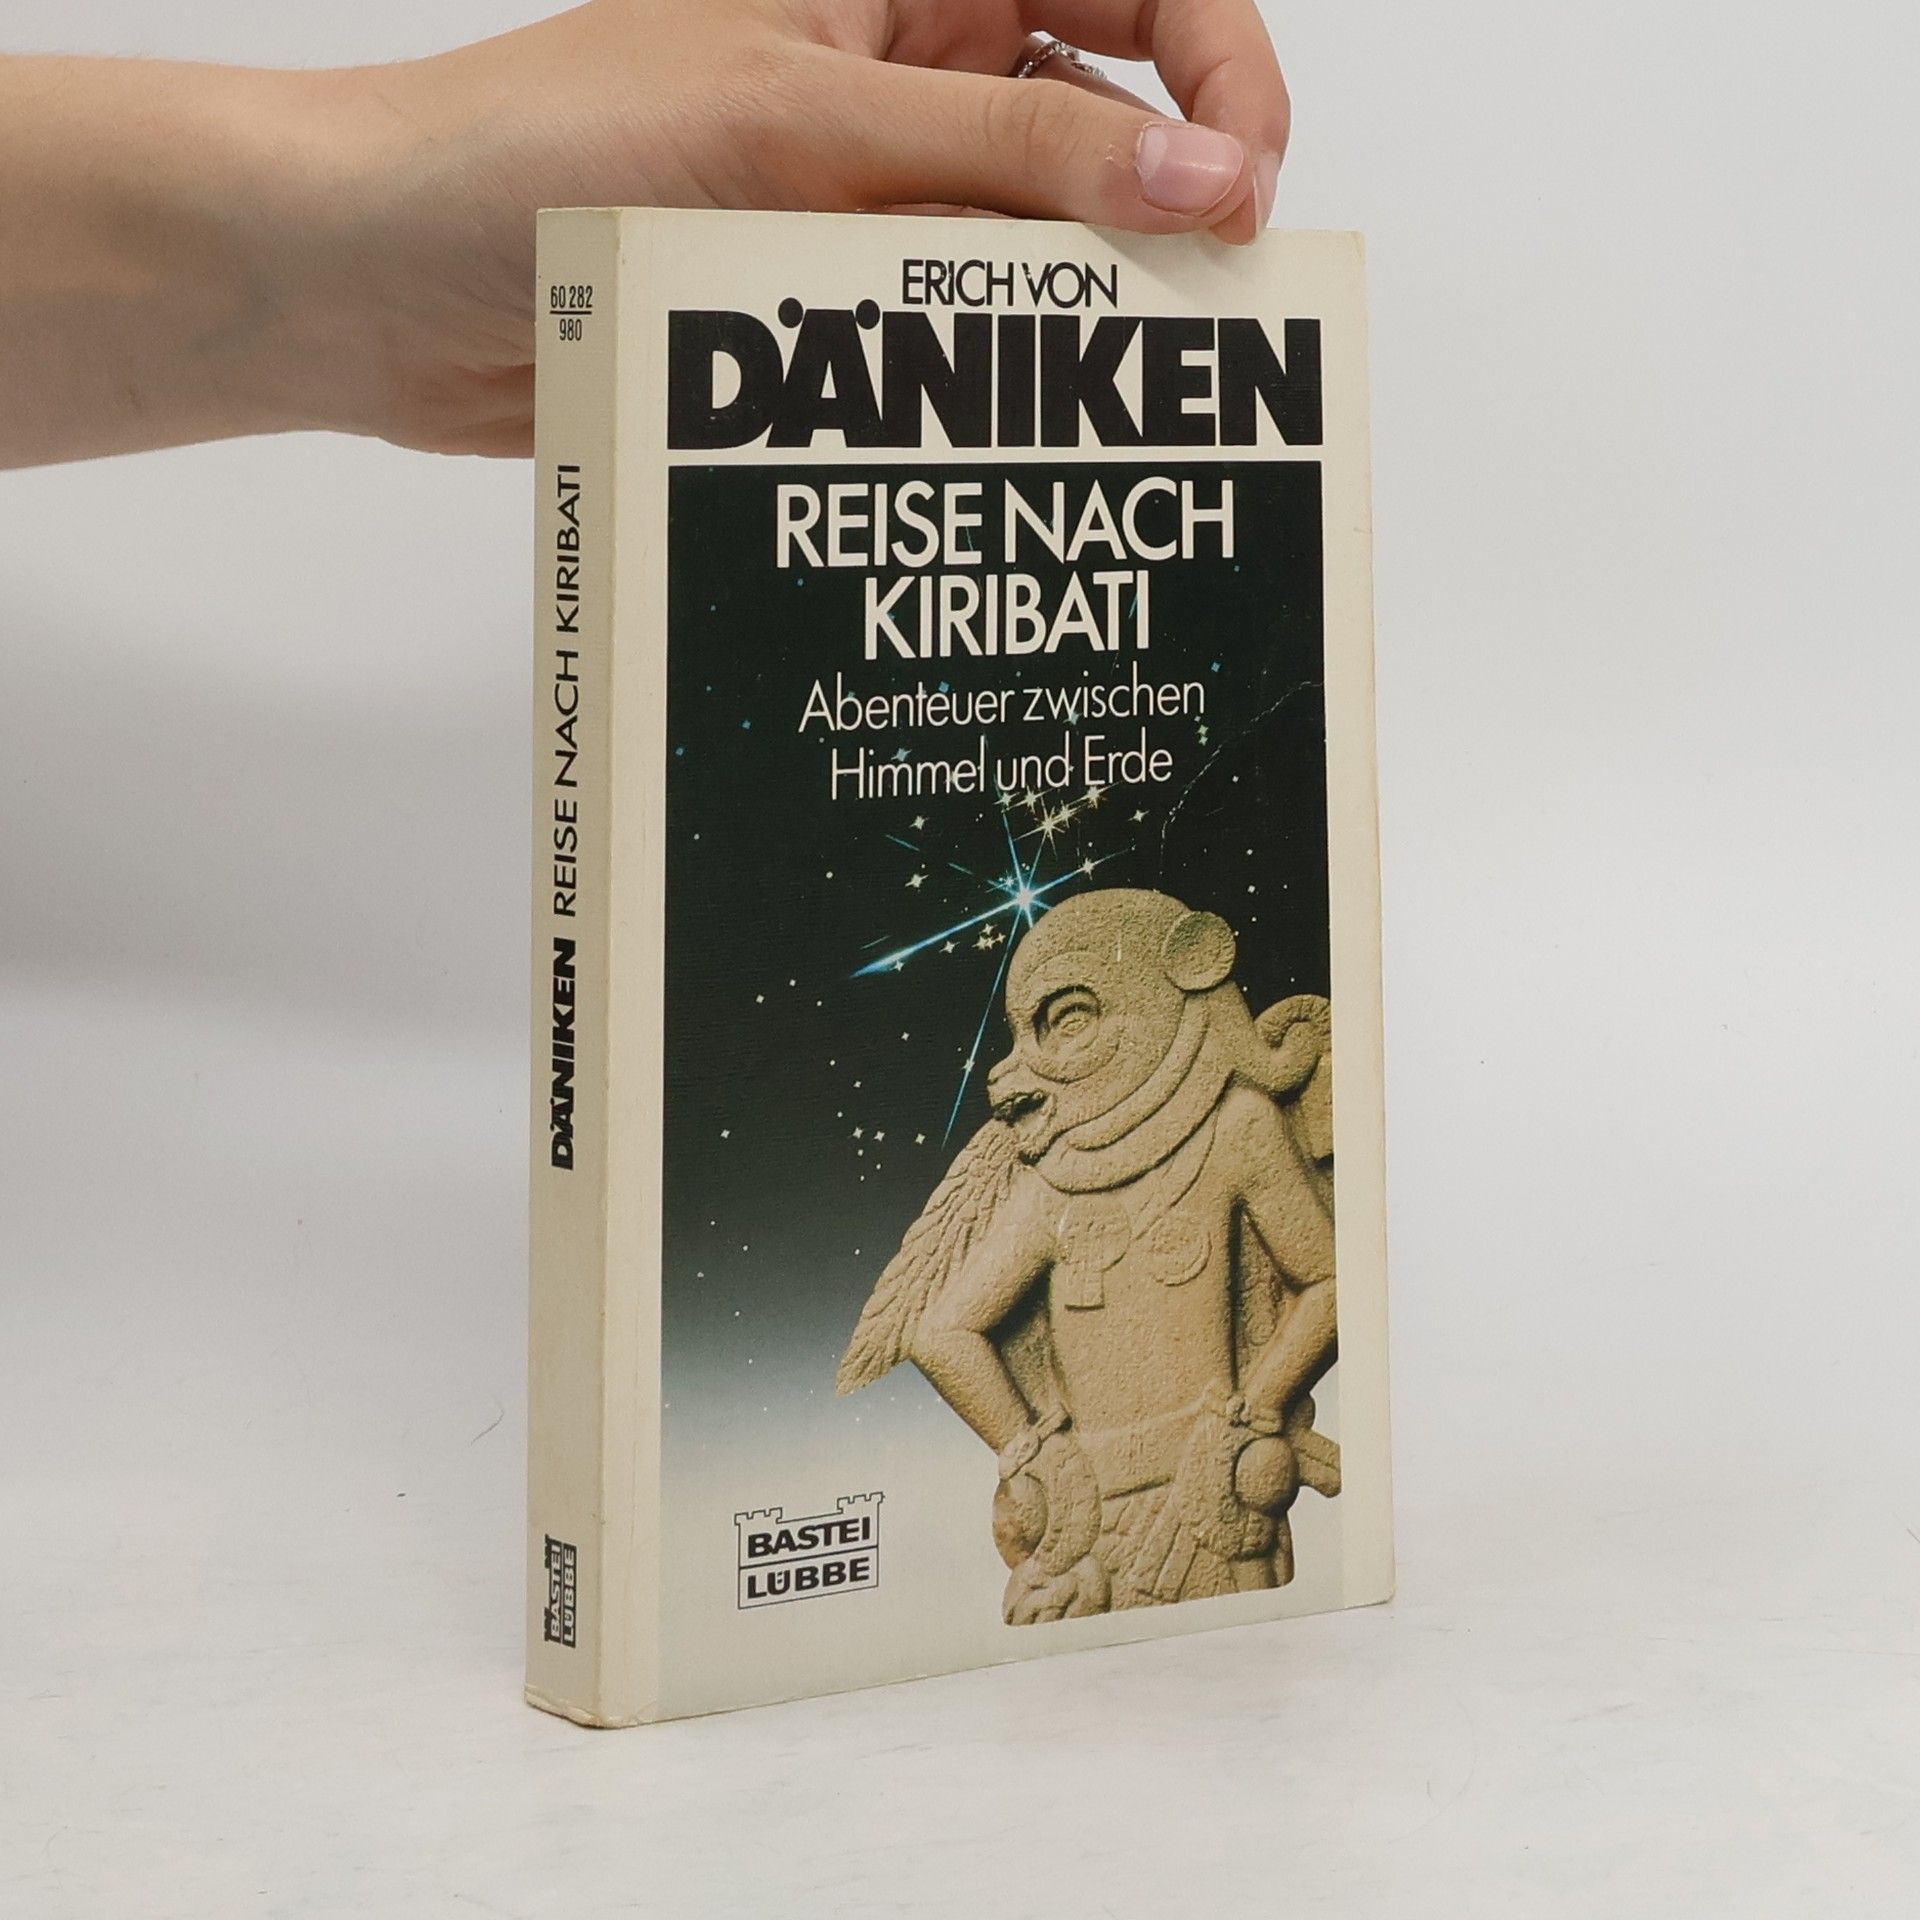 ERICH VON
DÄNIKEN
REISE NACH
KIRIBATI
Abenteuer zwischen
Himmel und Erde
BASTEI
LÜBBE
60 282
980
DÄNIKEN REISE NACH KIRIBATI
BASTEI
LÜBBE